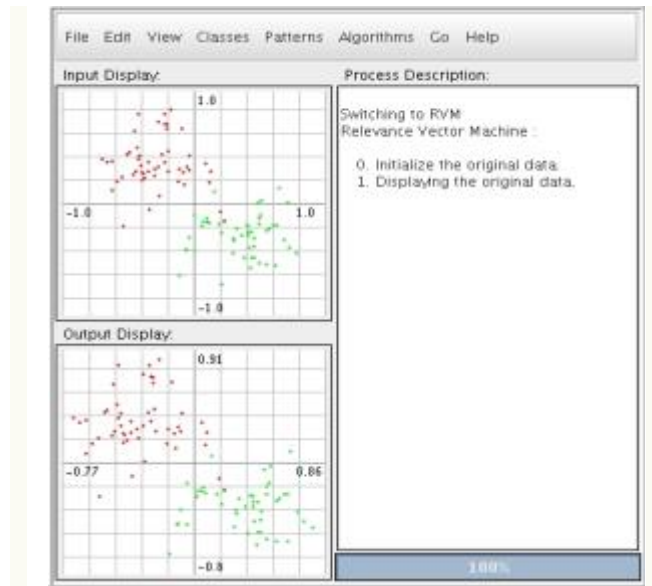 File Edit View Classes Patterns Algorithms Go Help
Input Display:
1.0
-1.0
1.0
-1.0
Process Description:
Switching to RVM
Relevance Vector Machine :
0. Initialize the original data.
1. Displaying the original data.
Output Display:
0.91
-0.77
0.86
-0.8
100%